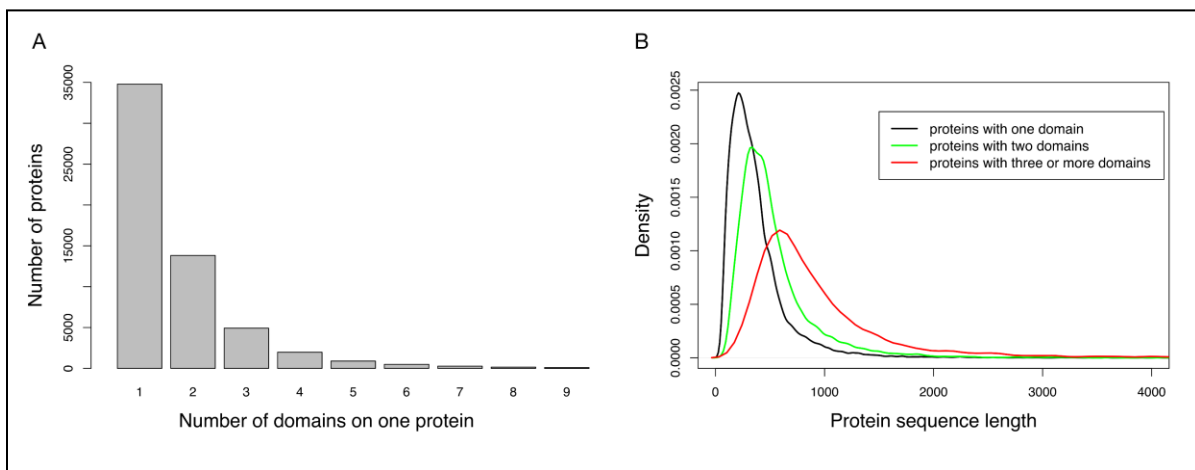 A
Number of proteins
35000
25000
15000
5000
0
1 2 3 4 5 6 7 8 9
Number of domains on one protein
B
Density
0.0025
0.0020
0.0015
0.0010
0.0005
0.0000
proteins with one domain
proteins with two domains
proteins with three or more domains
0 1000 2000 3000 4000
Protein sequence length